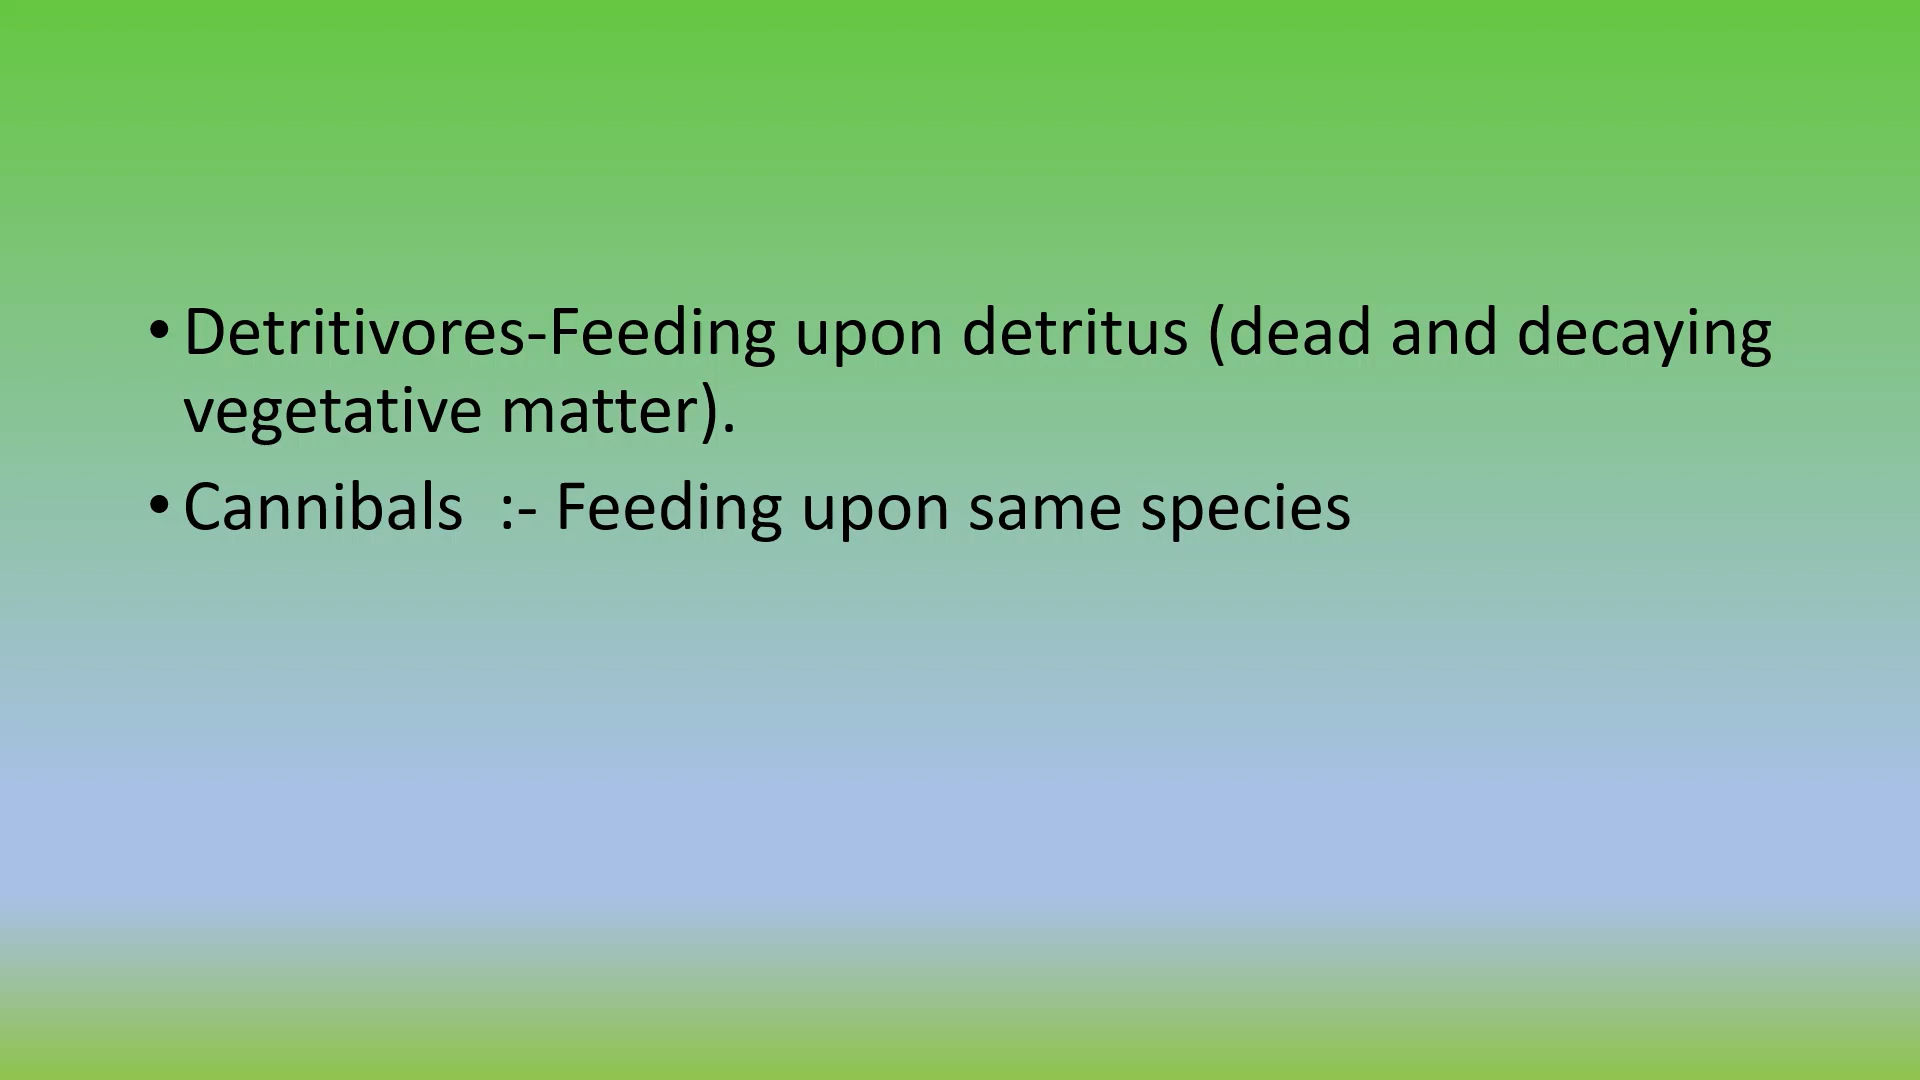 • Detritivores-Feeding upon detritus (dead and decaying
vegetative matter).
• Cannibals  :- Feeding upon same species